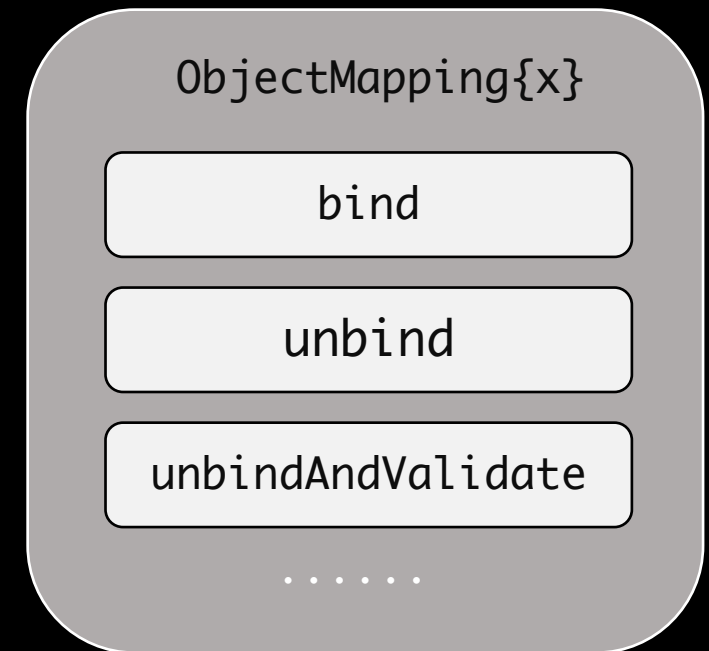 ObjectMapping{x}
bind
unbind
unbindAndValidate
......